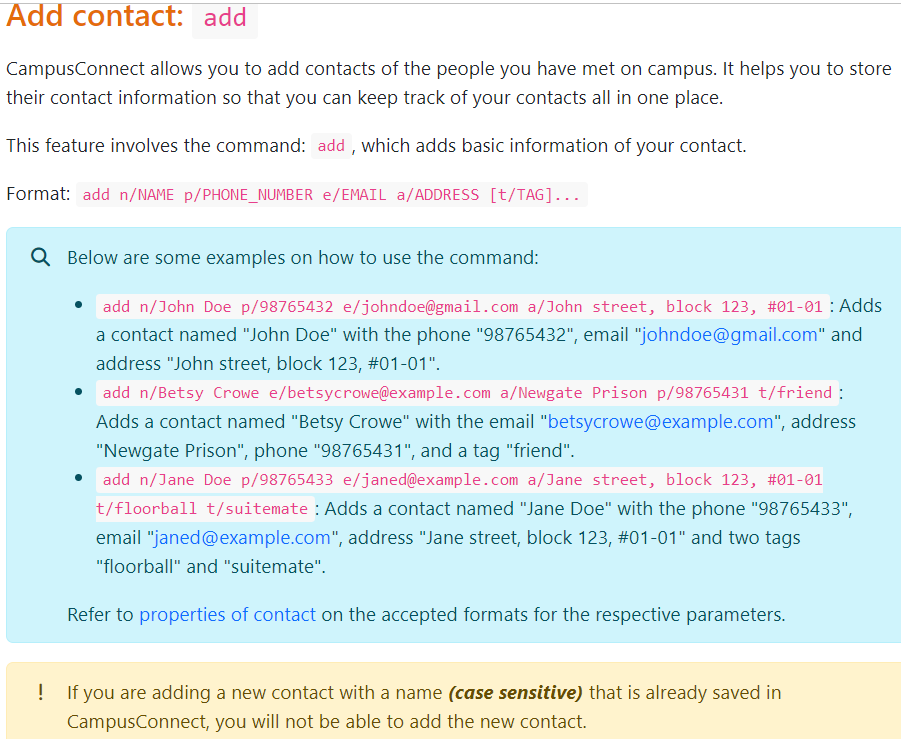 Add contact: add
CampusConnect allows you to add contacts of the people you have met on campus. It helps you to store
their contact information so that you can keep track of your contacts all in one place.
This feature involves the command: add , which adds basic information of your contact.
Format: add n/NAME p/PHONE_NUMBER e/EMAIL a/ADDRESS [t/TAG]...
Below are some examples on how to use the command:
• add n/John Doe p/98765432 e/johndoe@gmail.com a/John street, block 123, #01-01 : Adds
a contact named "John Doe" with the phone "98765432", email "johndoe@gmail.com" and
address "John street, block 123, #01-01".
• add n/Betsy Crowe e/betsycrowe@example.com a/Newgate Prison p/98765431 t/friend :
Adds a contact named "Betsy Crowe" with the email "betsycrowe@example.com", address
"Newgate Prison", phone "98765431", and a tag "friend".
• add n/Jane Doe p/98765433 e/janed@example.com a/Jane street, block 123, #01-01
t/floorball t/suitemate : Adds a contact named "Jane Doe" with the phone "98765433",
email "janed@example.com", address "Jane street, block 123, #01-01" and two tags
"floorball" and "suitemate".
Refer to properties of contact on the accepted formats for the respective parameters.
! If you are adding a new contact with a name (case sensitive) that is already saved in
CampusConnect, you will not be able to add the new contact.